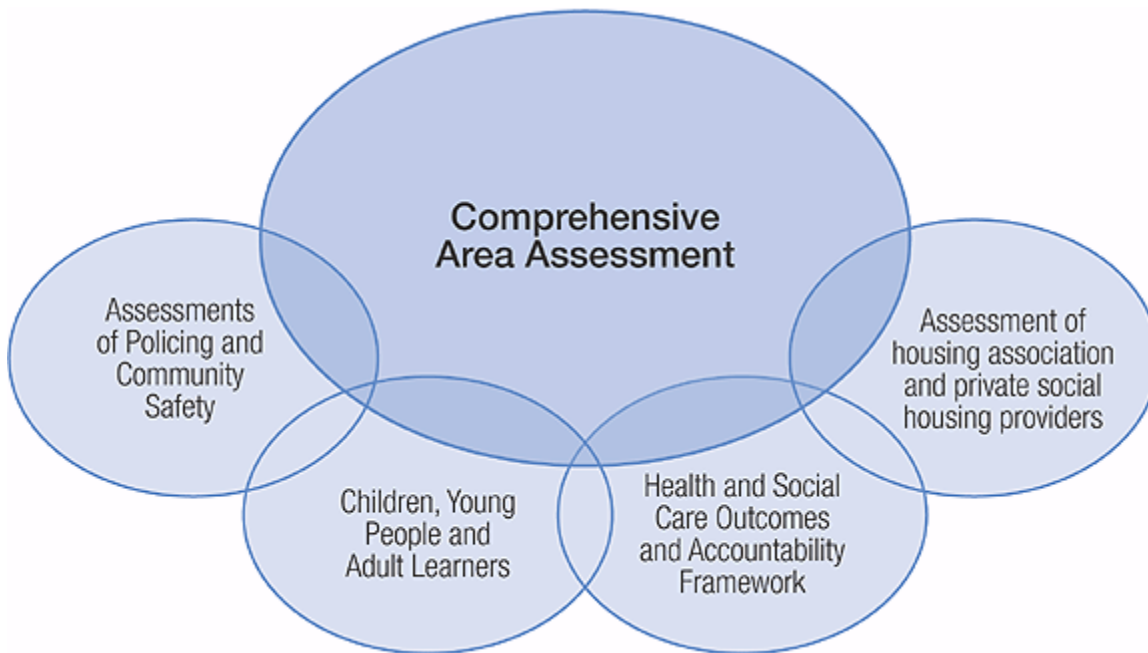 Comprehensive
Area Assessment
Assessments
of Policing and
Community
Safety
Children, Young
People and
Adult Learners
Health and Social
Care Outcomes
and Accountability
Framework
Assessment of
housing association
and private social
housing providers